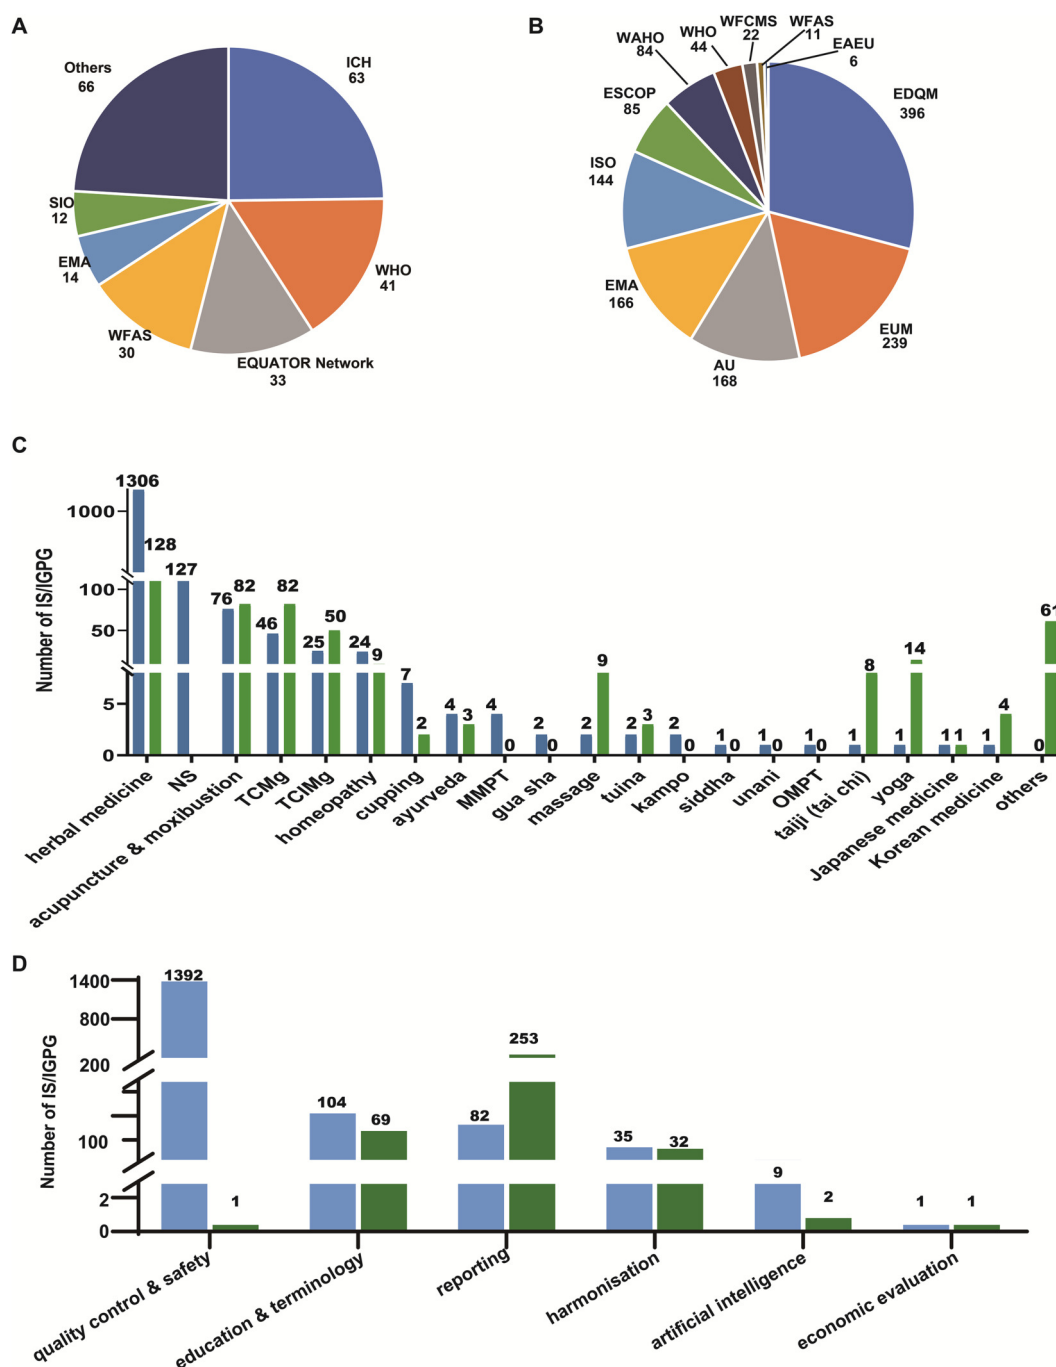 A
Others
66
ICH
63
SIO
12
EMA
14
WHO
41
WFAS
30
EQUATOR Network
33
B
WFCMS
22
WFAS
11
WHO
44
EAEU
6
WAHO
84
ESCOP
85
EDQM
396
ISO
144
EMA
166
EUM
239
AU
168
C
Number of IS/IGPG
1000
100
50
5
0
1306
128
127
76
82
46
82
25
50
24
9
7
2
4
3
4
0
2
0
2
9
2
3
2
0
1
0
1
0
1
0
1
8
1
14
1
1
1
4
0
61
herbal medicine
NS
acupuncture & moxibustion
TCMg
TCIMg
homeopathy
cupping
ayurveda
MMPT
gua sha
massage
tuina
kampo
siddha
unani
OMPT
taiji (tai chi)
yoga
Japanese medicine
Korean medicine
others
D
Number of IS/IGPG
1400
800
200
100
2
0
1392
1
104
69
82
253
35
32
9
2
1
1
quality control & safety
education & terminology
reporting
harmonisation
artificial intelligence
economic evaluation